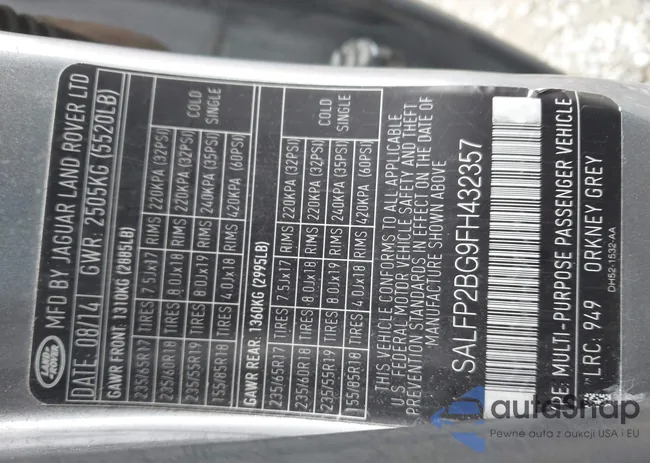 LAND-ROVER
MFD BY JAGUAR LAND ROVER LTD
DATE: 08/14 GWR: 2505KG (5520LB)
GAWR FRONT: 1310KG (2885LB) COLD
SINGLE
235/65R17 TIRES 7.5Jx17 RIMS 220KPA (32PSI)
235/60R18 TIRES 8.0Jx18 RIMS 220KPA (32PSI)
235/55R19 TIRES 8.0Jx19 RIMS 240KPA (35PSI)
155/85R18 TIRES 4.0Jx18 RIMS 420KPA (60PSI)
GAWR REAR: 1360KG (2995LB) COLD
SINGLE
235/65R17 TIRES 7.5Jx17 RIMS 220KPA (32PSI)
235/60R18 TIRES 8.0Jx18 RIMS 220KPA (32PSI)
235/55R19 TIRES 8.0Jx19 RIMS 240KPA (35PSI)
155/85R18 TIRES 4.0Jx18 RIMS 420KPA (60PSI)
THIS VEHICLE CONFORMS TO ALL APPLICABLE
U.S. FEDERAL MOTOR VEHICLE SAFETY AND THEFT
PREVENTION STANDARDS IN EFFECT ON THE DATE OF
MANUFACTURE SHOWN ABOVE
SALFP2BG9FH432357
PE: MULTI-PURPOSE PASSENGER VEHICLE
LRC: 949 ORKNEY GREY
DH52-1532-AA
autoSnap
Pewne auta z aukcji USA i EU